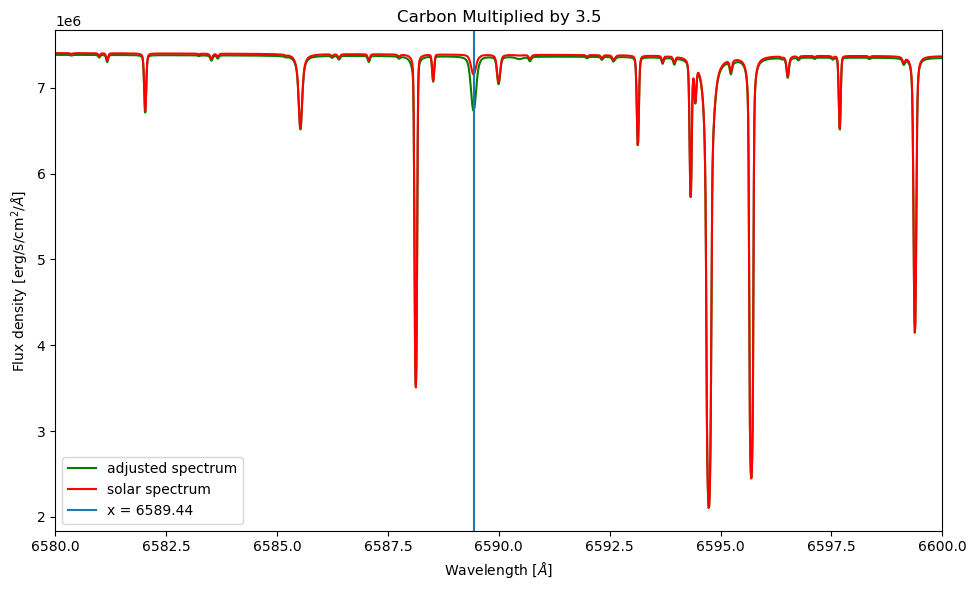 Carbon Multiplied by 3.5
1e6
7
6
5
4
3
2
Flux density [erg/s/cm²/Å]
adjusted spectrum
solar spectrum
x = 6589.44
6580.0 6582.5 6585.0 6587.5 6590.0 6592.5 6595.0 6597.5 6600.0
Wavelength [Å]